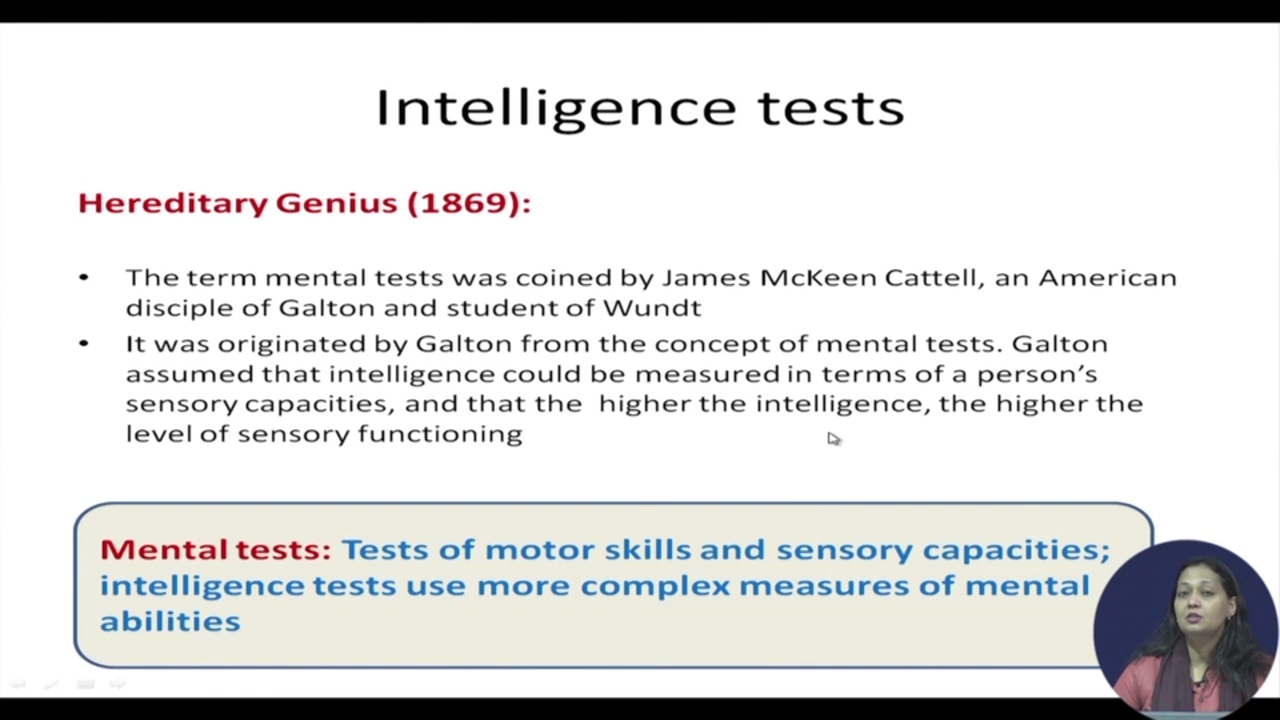 Intelligence tests
Hereditary Genius (1869):
• The term mental tests was coined by James McKeen Cattell, an American
disciple of Galton and student of Wundt
• It was originated by Galton from the concept of mental tests. Galton
assumed that intelligence could be measured in terms of a person’s
sensory capacities, and that the higher the intelligence, the higher the
level of sensory functioning
Mental tests: Tests of motor skills and sensory capacities;
intelligence tests use more complex measures of mental
abilities